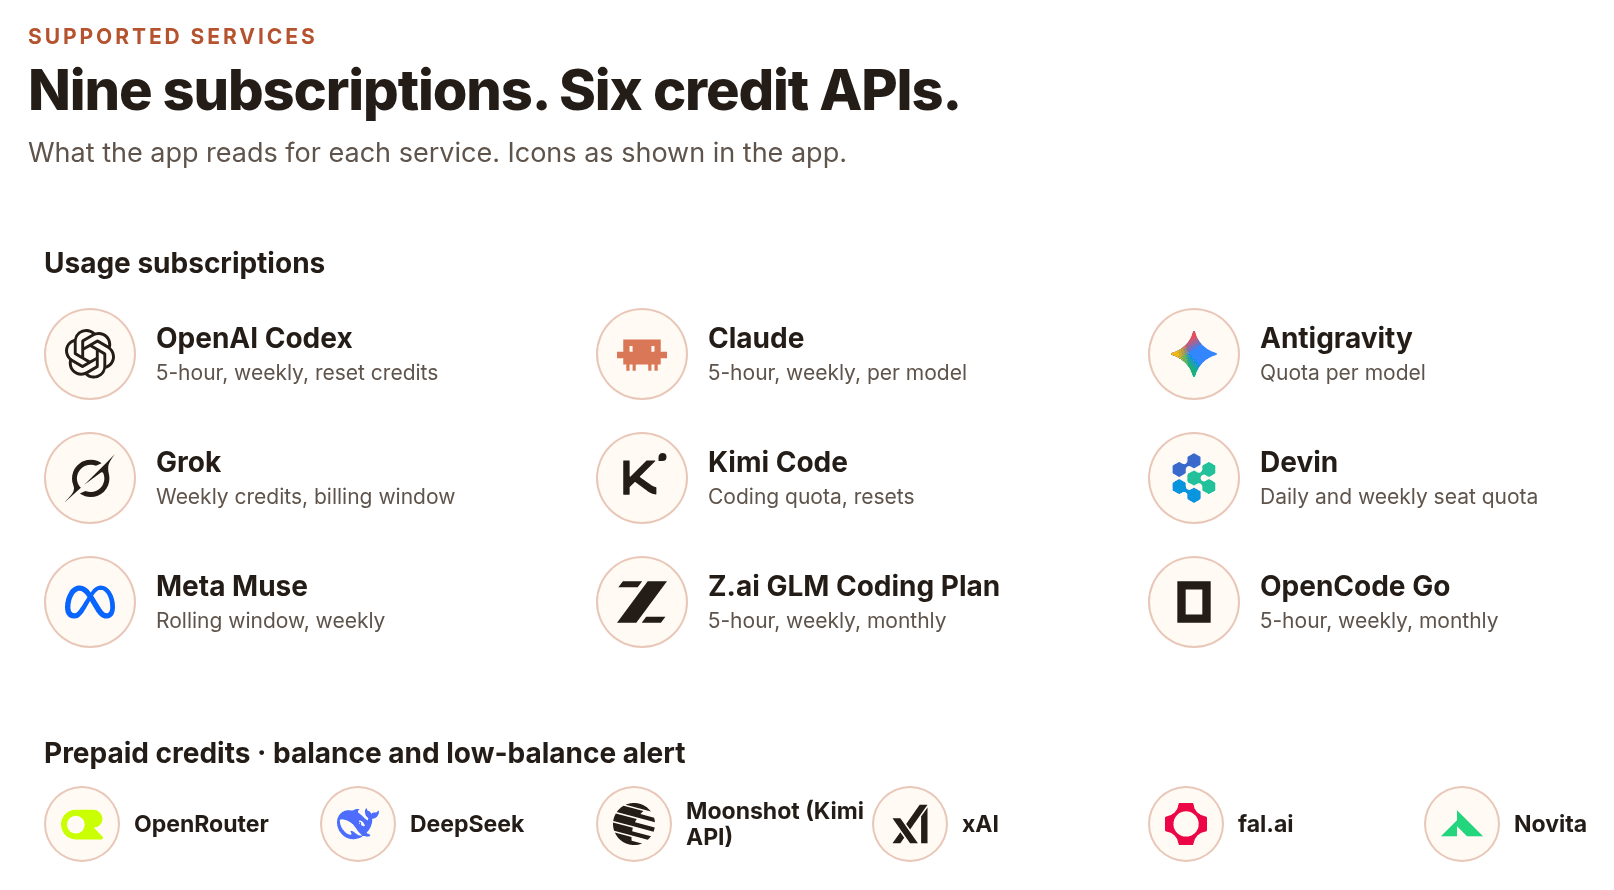 SUPPORTED SERVICES
Nine subscriptions. Six credit APIs.
What the app reads for each service. Icons as shown in the app.
Usage subscriptions
OpenAI Codex
5-hour, weekly, reset credits
Claude
5-hour, weekly, per model
Antigravity
Quota per model
Grok
Weekly credits, billing window
Kimi Code
Coding quota, resets
Devin
Daily and weekly seat quota
Meta Muse
Rolling window, weekly
Z.ai GLM Coding Plan
5-hour, weekly, monthly
OpenCode Go
5-hour, weekly, monthly
Prepaid credits · balance and low-balance alert
OpenRouter
DeepSeek
Moonshot (Kimi
API)
xAI
fal.ai
Novita